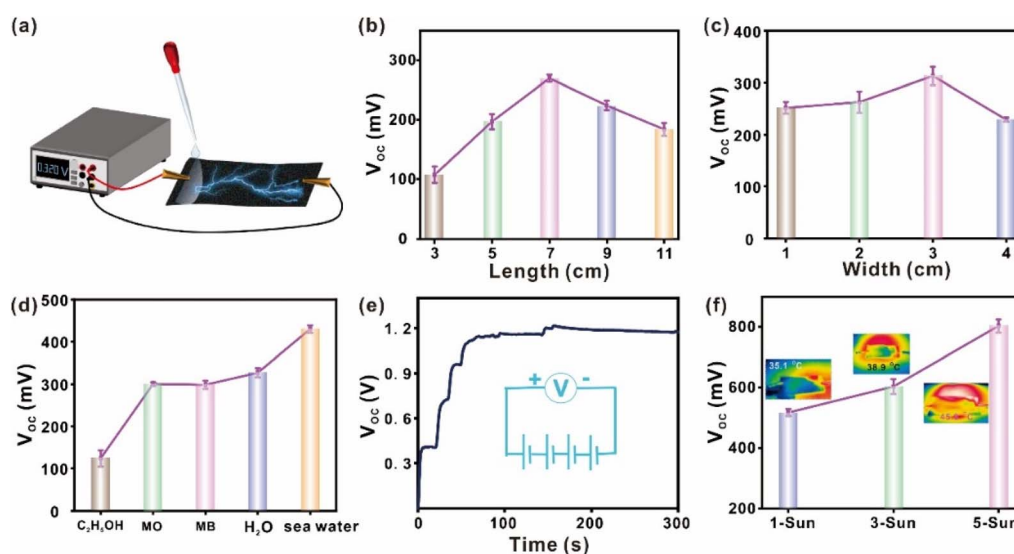 (a)
0.320 V
(b)
V_OC (mV)
300
200
100
0
3 5 7 9 11
Length (cm)
(c)
V_OC (mV)
400
300
200
100
0
1 2 3 4
Width (cm)
(d)
V_OC (mV)
500
400
300
200
100
0
C₂H₅OH MO MB H₂O sea water
(e)
V_OC (V)
1.2
0.9
0.6
0.3
0 100 200 300
Time (s)
+ V -
(f)
V_OC (mV)
800
600
400
200
35.1 °C
38.9 °C
1-Sun 3-Sun 5-Sun